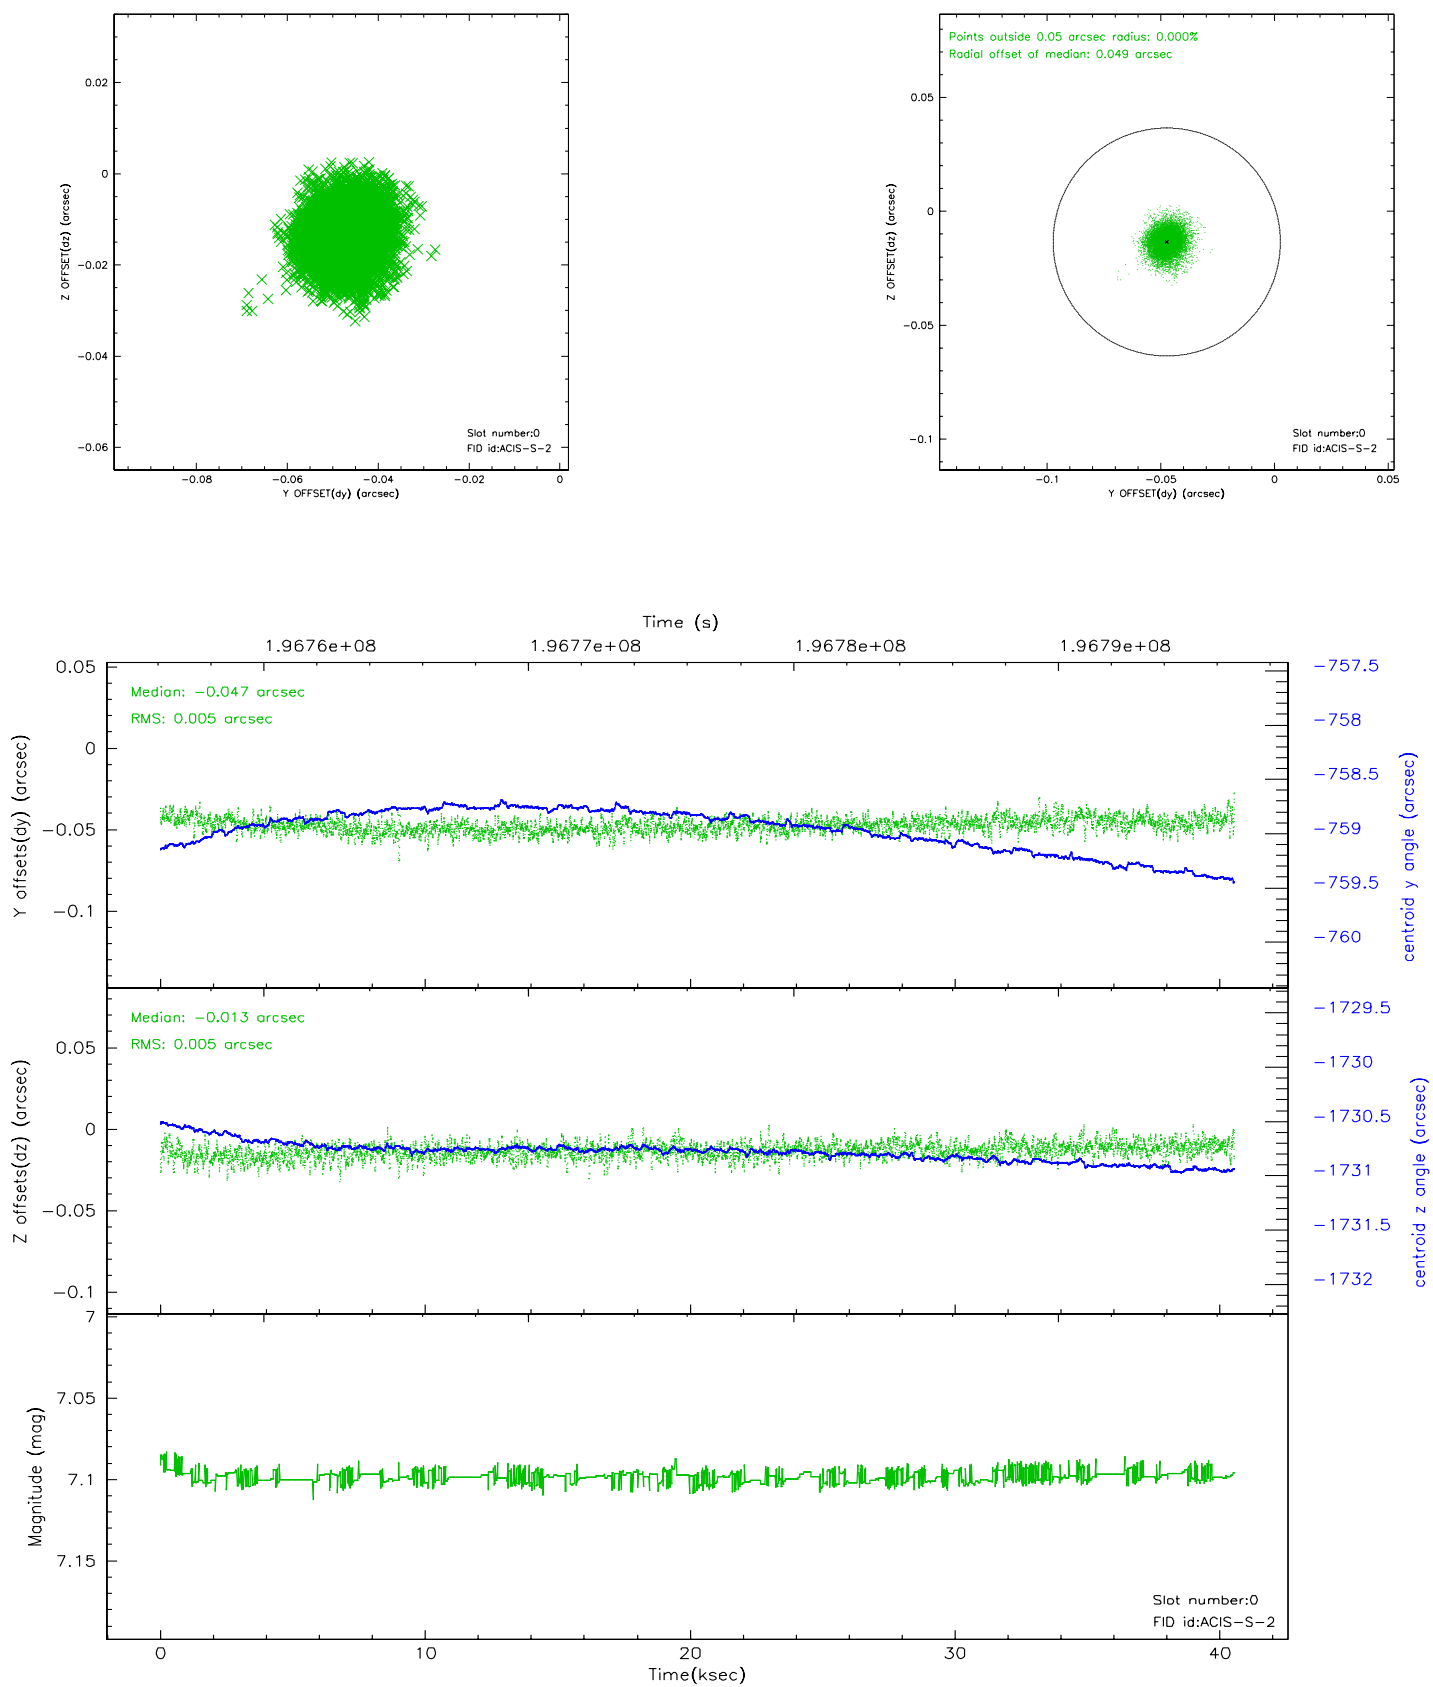 0.02
0
−0.02
−0.04
−0.06
Z OFFSET(dz) (arcsec)
Slot number:0
FID id:ACIS−S−2
−0.08
−0.06
−0.04
−0.02
0
Y OFFSET(dy) (arcsec)
Points outside 0.05 arcsec radius: 0.000%
Radial offset of median: 0.049 arcsec
0.05
0
−0.05
−0.1
Z OFFSET(dz) (arcsec)
Slot number:0
FID id:ACIS−S−2
−0.1
−0.05
0
0.05
Y OFFSET(dy) (arcsec)
Time (s)
1.9676e+08
1.9677e+08
1.9678e+08
1.9679e+08
Median: −0.047 arcsec
RMS: 0.005 arcsec
0.05
0
−0.05
−0.1
Y offsets(dy) (arcsec)
−757.5
−758
−758.5
−759
−759.5
−760
centroid y angle (arcsec)
Median: −0.013 arcsec
RMS: 0.005 arcsec
0.05
0
−0.05
−0.1
Z offsets(dz) (arcsec)
−1729.5
−1730
−1730.5
−1731
−1731.5
−1732
centroid z angle (arcsec)
7
7.05
7.1
7.15
Magnitude (mag)
Slot number:0
FID id:ACIS−S−2
0
10
20
30
40
Time(ksec)